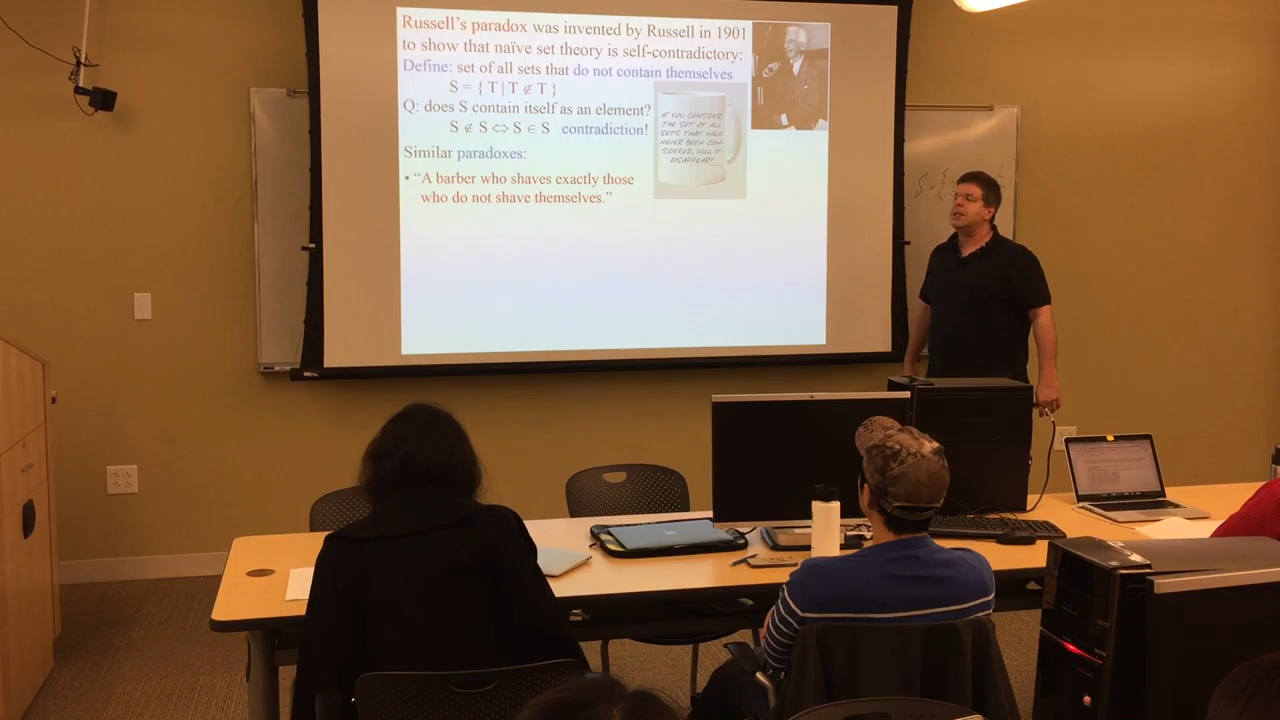 Russell's paradox was invented by Russell in 1901
to show that naïve set theory is self-contradictory:
Define: set of all sets that do not contain themselves
S = { T | T ∉ T }
Q: does S contain itself as an element?
S ∉ S ⇔ S ∈ S contradiction!
Similar paradoxes:
• “A barber who shaves exactly those
who do not shave themselves.”
IF YOU CONSIDER
THE SET OF ALL
SETS THAT HAVE
NEVER BEEN CON-
SIDERED, WILL IT
DISAPPEAR?
S = {